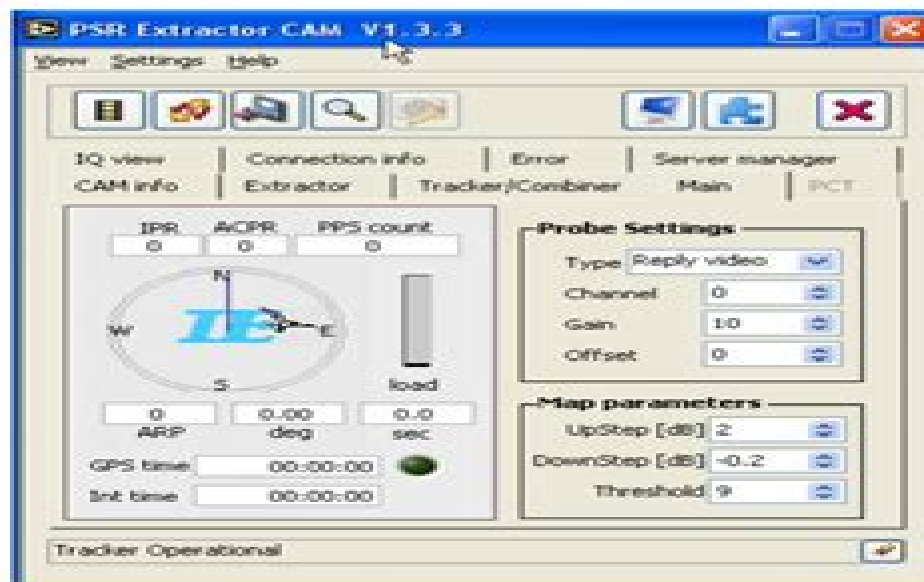 PSR Extractor CAM V1.3.3
View Settings Help
IQ view Connection info Error Server manager
CAM info Extractor Tracker/Combiner Main PCT
IPR ACPR PPS count
0 0 0
N
W IE E
S
load
0 0.00 0.0
ARP deg sec
GPS time 00:00:00
Int time 00:00:00
Probe Settings
Type Reply video
Channel 0
Gain 10
Offset 0
Map parameters
UpStep [dB] 2
DownStep [dB] -0.2
Threshold 9
Tracker Operational